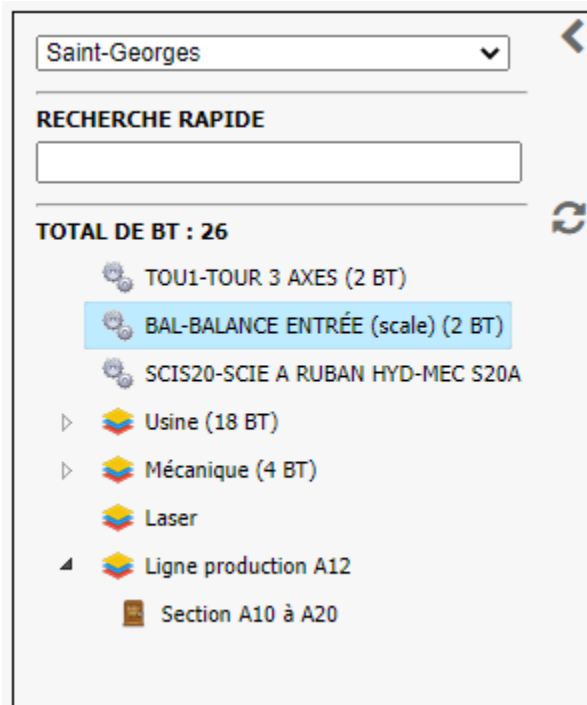 Saint-Georges
RECHERCHE RAPIDE
TOTAL DE BT : 26
TOU1-TOUR 3 AXES (2 BT)
BAL-BALANCE ENTRÉE (scale) (2 BT)
SCIS20-SCIE A RUBAN HYD-MEC S20A
Usine (18 BT)
Mécanique (4 BT)
Laser
Ligne production A12
Section A10 à A20